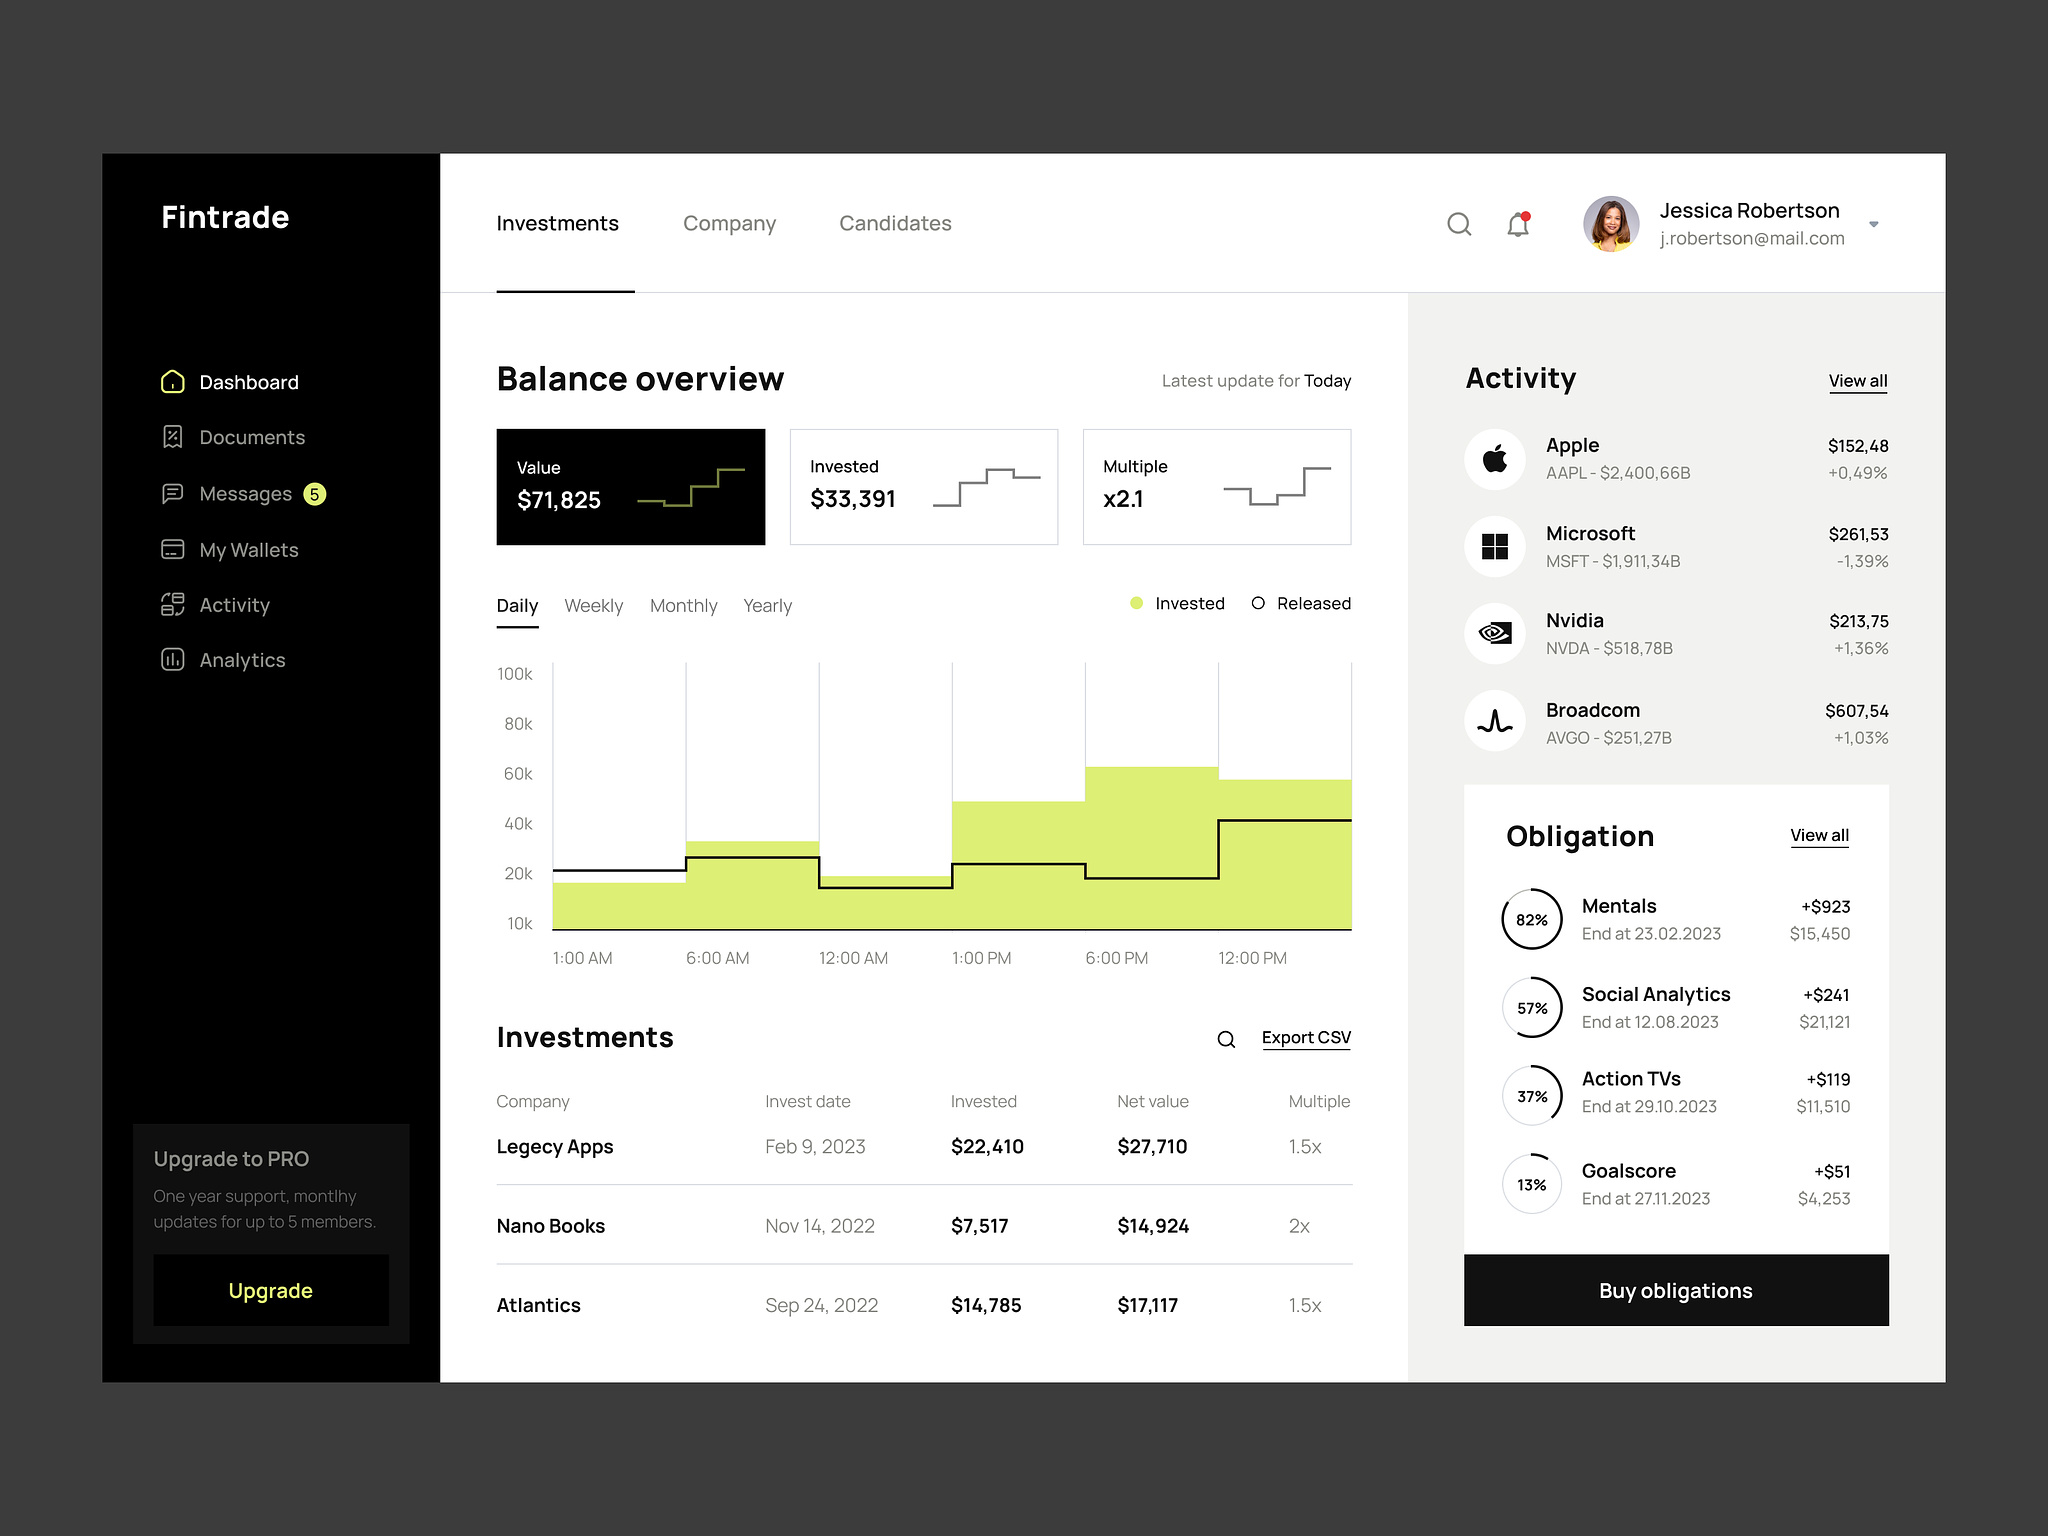 Fintrade
Investments
Company
Candidates
Jessica Robertson
j.robertson@mail.com
Dashboard
Documents
Messages 5
My Wallets
Activity
Analytics
Upgrade to PRO
One year support, montlhy
updates for up to 5 members.
Upgrade
Balance overview
Latest update for Today
Value
$71,825
Invested
$33,391
Multiple
x2.1
Daily
Weekly
Monthly
Yearly
Invested
Released
100k
80k
60k
40k
20k
10k
1:00 AM
6:00 AM
12:00 AM
1:00 PM
6:00 PM
12:00 PM
Investments
Export CSV
Company Invest date Invested Net value Multiple
Legecy Apps Feb 9, 2023 $22,410 $27,710 1.5x
Nano Books Nov 14, 2022 $7,517 $14,924 2x
Atlantics Sep 24, 2022 $14,785 $17,117 1.5x
Activity
View all
Apple $152,48
AAPL - $2,400,66B +0,49%
Microsoft $261,53
MSFT - $1,911,34B -1,39%
Nvidia $213,75
NVDA - $518,78B +1,36%
Broadcom $607,54
AVGO - $251,27B +1,03%
Obligation
View all
82%
Mentals +$923
End at 23.02.2023 $15,450
57%
Social Analytics +$241
End at 12.08.2023 $21,121
37%
Action TVs +$119
End at 29.10.2023 $11,510
13%
Goalscore +$51
End at 27.11.2023 $4,253
Buy obligations